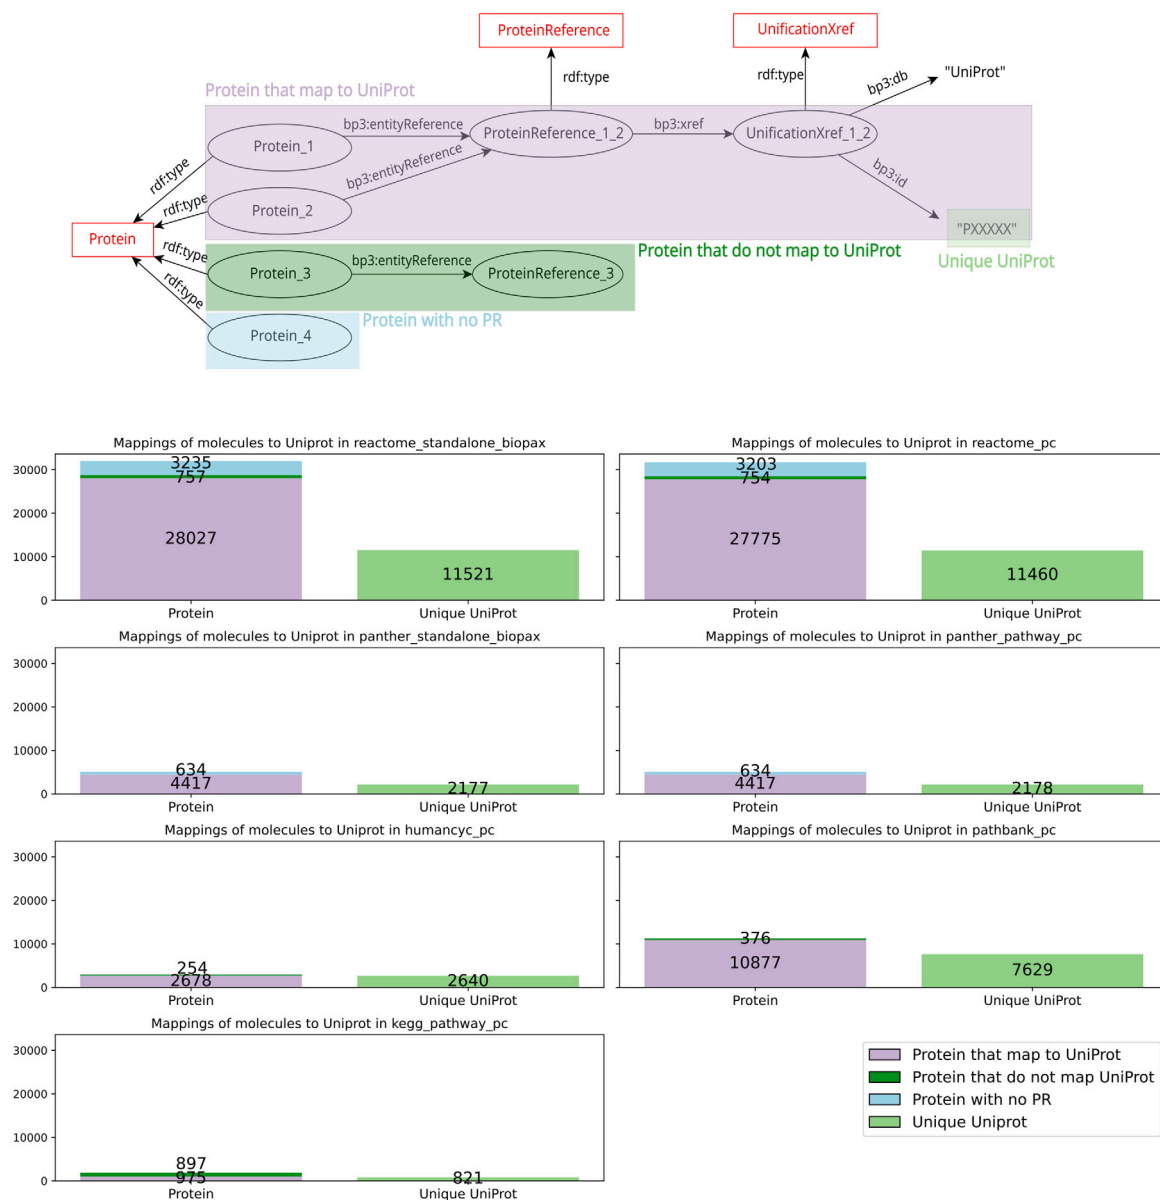 ProteinReference
UnificationXref
rdf:type
rdf:type
bp3:db
"UniProt"
Protein that map to UniProt
bp3:entityReference
Protein_1
ProteinReference_1_2
bp3:xref
UnificationXref_1_2
rdf:type
bp3:entityReference
bp3:id
rdf:type
Protein_2
"PXXXXX"
Protein
rdf:type
bp3:entityReference
Protein that do not map to UniProt
Unique UniProt
Protein_3
ProteinReference_3
rdf:type
Protein with no PR
Protein_4
Mappings of molecules to Uniprot in reactome_standalone_biopax
30000
20000
10000
0
3235
757
28027
11521
Protein
Unique UniProt
Mappings of molecules to Uniprot in reactome_pc
3203
754
27775
11460
Protein
Unique UniProt
Mappings of molecules to Uniprot in panther_standalone_biopax
30000
20000
10000
0
634
4417
2177
Protein
Unique UniProt
Mappings of molecules to Uniprot in panther_pathway_pc
634
4417
2178
Protein
Unique UniProt
Mappings of molecules to Uniprot in humancyc_pc
30000
20000
10000
0
254
2678
2640
Protein
Unique UniProt
Mappings of molecules to Uniprot in pathbank_pc
376
10877
7629
Protein
Unique UniProt
Mappings of molecules to Uniprot in kegg_pathway_pc
30000
20000
10000
0
897
975
821
Protein
Unique UniProt
Protein that map to UniProt
Protein that do not map UniProt
Protein with no PR
Unique Uniprot